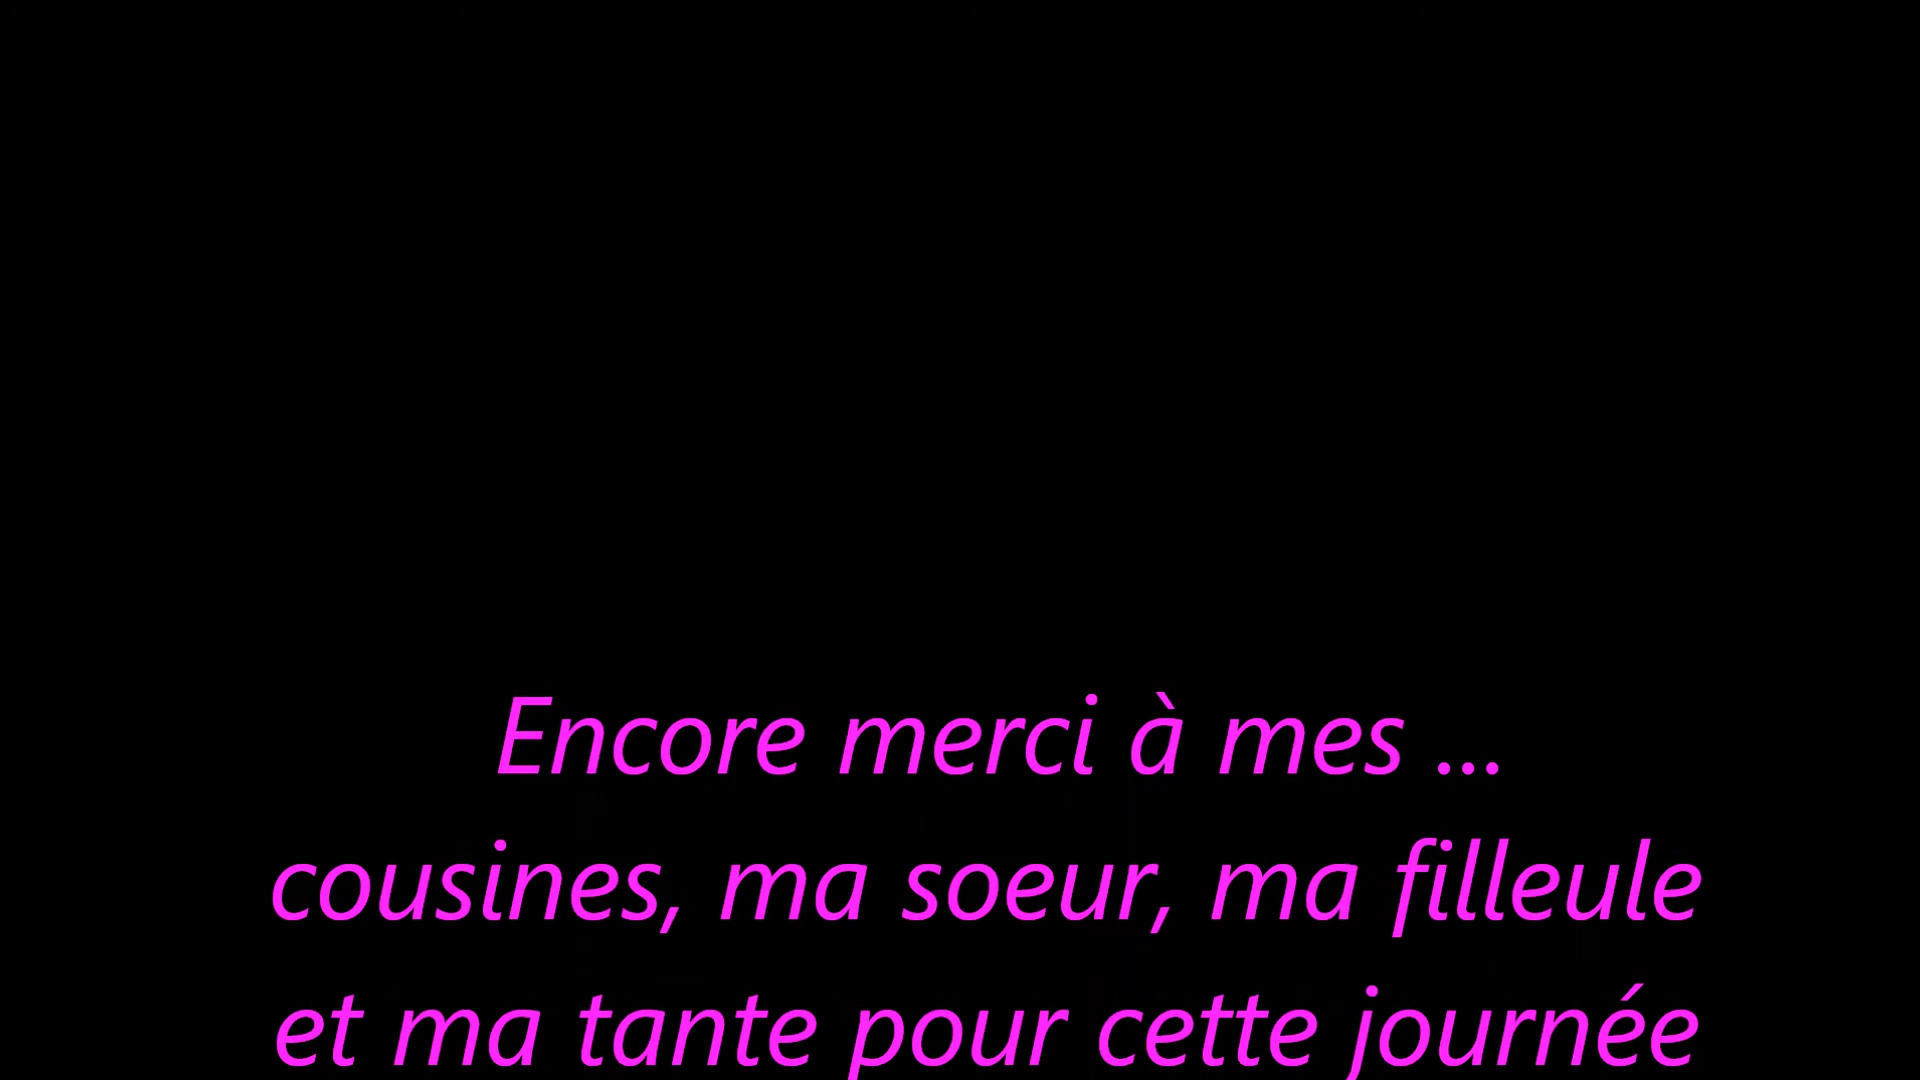 Encore merci à mes ...
cousines, ma soeur, ma filleule
et ma tante pour cette journée